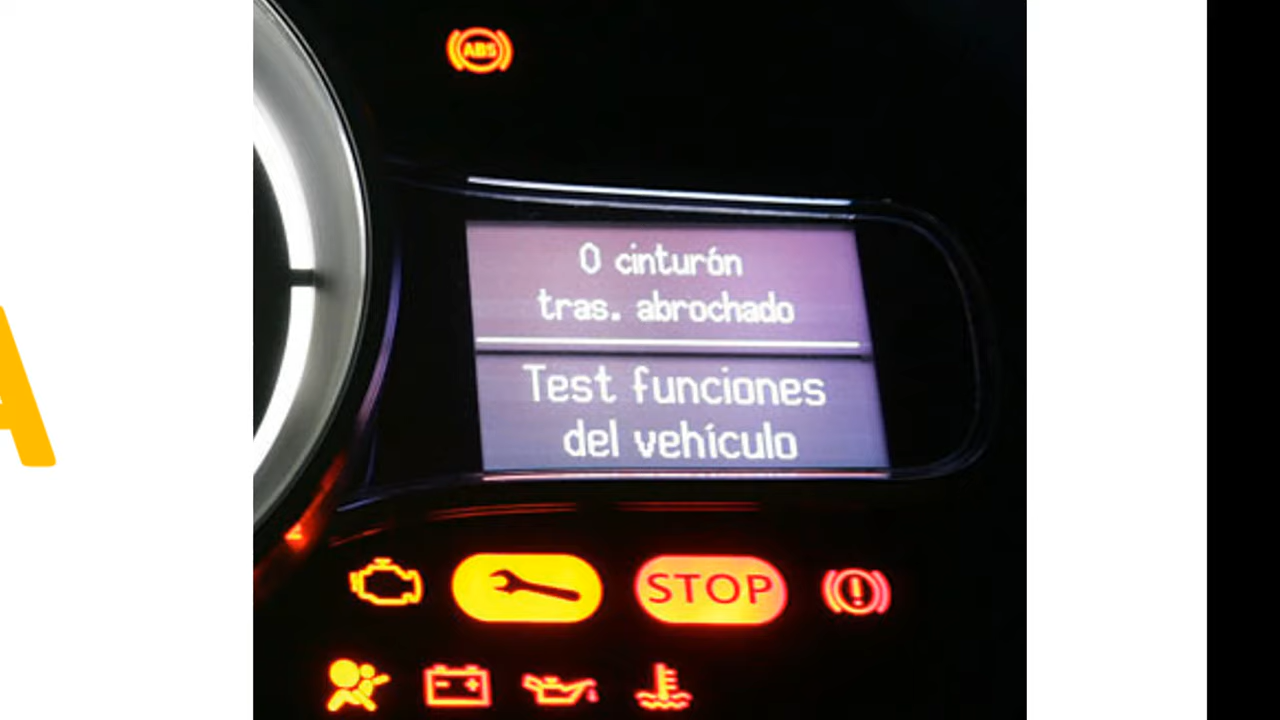 A
ABS
0 cinturón
tras. abrochado
Test funciones
del vehículo
STOP